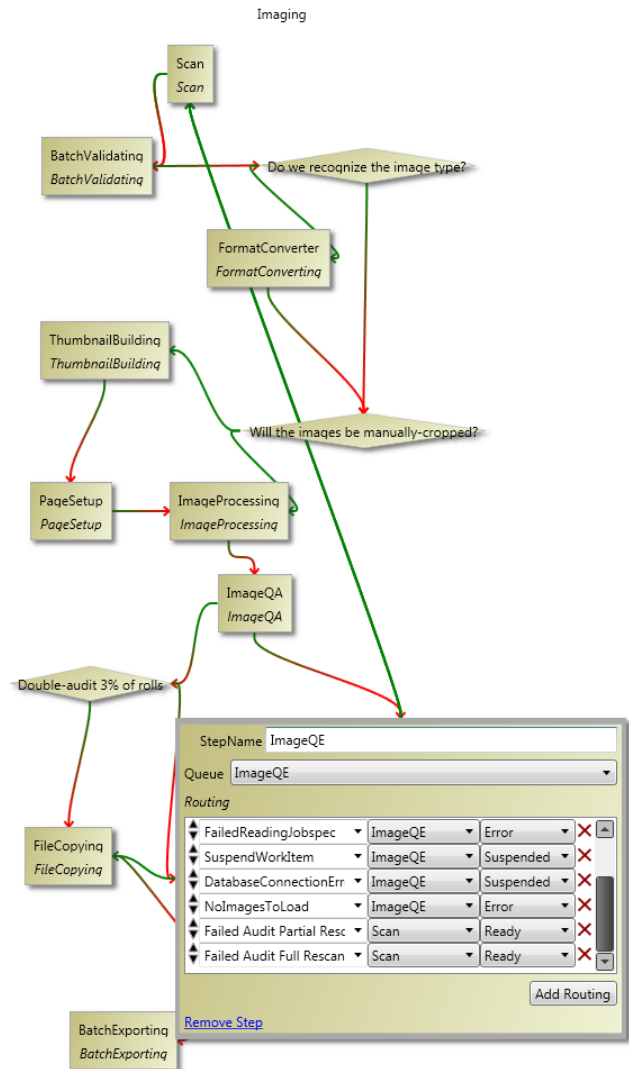 Imaging
Scan
Scan
BatchValidating
BatchValidating
Do we recognize the image type?
FormatConverter
FormatConverting
ThumbnailBuilding
ThumbnailBuilding
Will the images be manually-cropped?
PageSetup
PageSetup
ImageProcessing
ImageProcessing
ImageQA
ImageQA
Double-audit 3% of rolls
StepName ImageQE
Queue ImageQE
Routing
FailedReadingJobspec ImageQE Error
SuspendWorkItem ImageQE Suspended
DatabaseConnectionErr ImageQE Suspended
NoImagesToLoad ImageQE Error
Failed Audit Partial Resc Scan Ready
Failed Audit Full Rescan Scan Ready
Add Routing
Remove Step
FileCopying
FileCopying
BatchExporting
BatchExporting